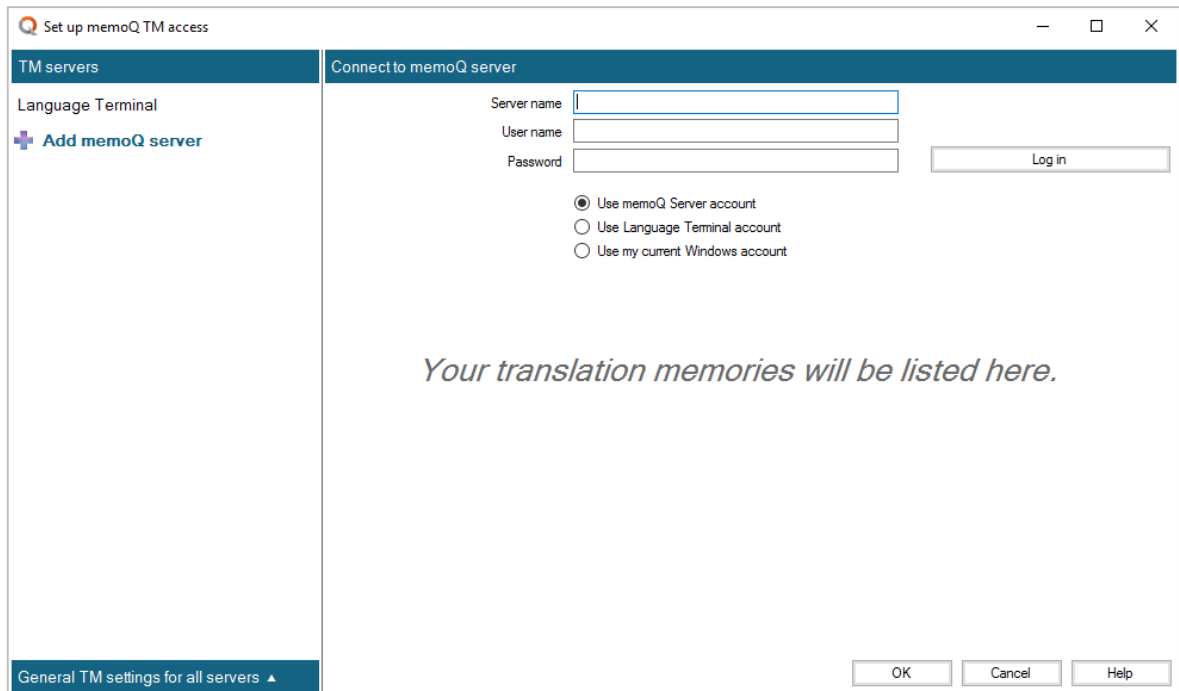 Set up memoQ TM access
TM servers
Language Terminal
Add memoQ server
General TM settings for all servers ▲
Connect to memoQ server
Server name
User name
Password
Log in
Use memoQ Server account
Use Language Terminal account
Use my current Windows account
Your translation memories will be listed here.
OK
Cancel
Help